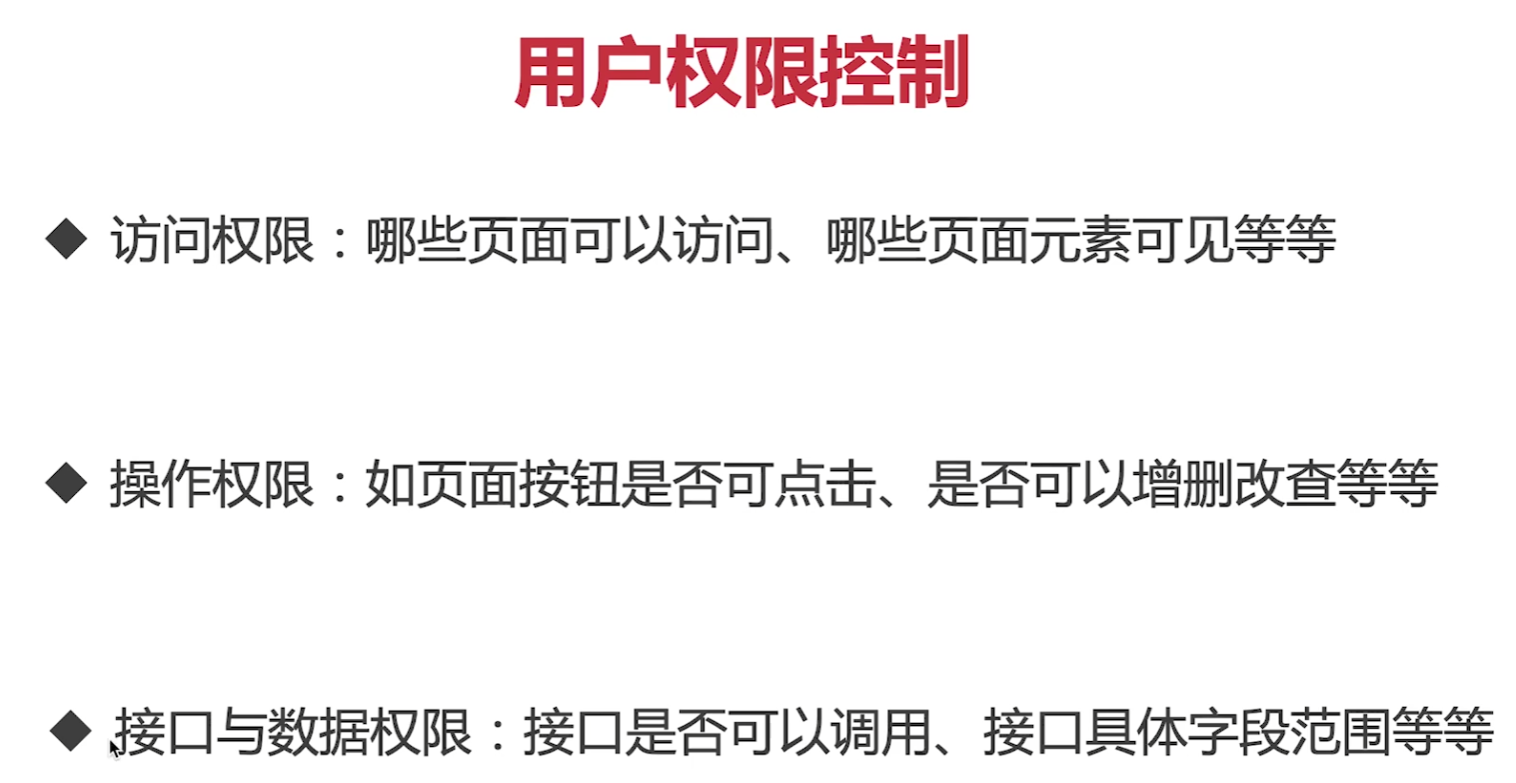 用户权限控制
◆ 访问权限：哪些页面可以访问、哪些页面元素可见等等
◆ 操作权限：如页面按钮是否可点击、是否可以增删改查等等
◆ 接口与数据权限：接口是否可以调用、接口具体字段范围等等